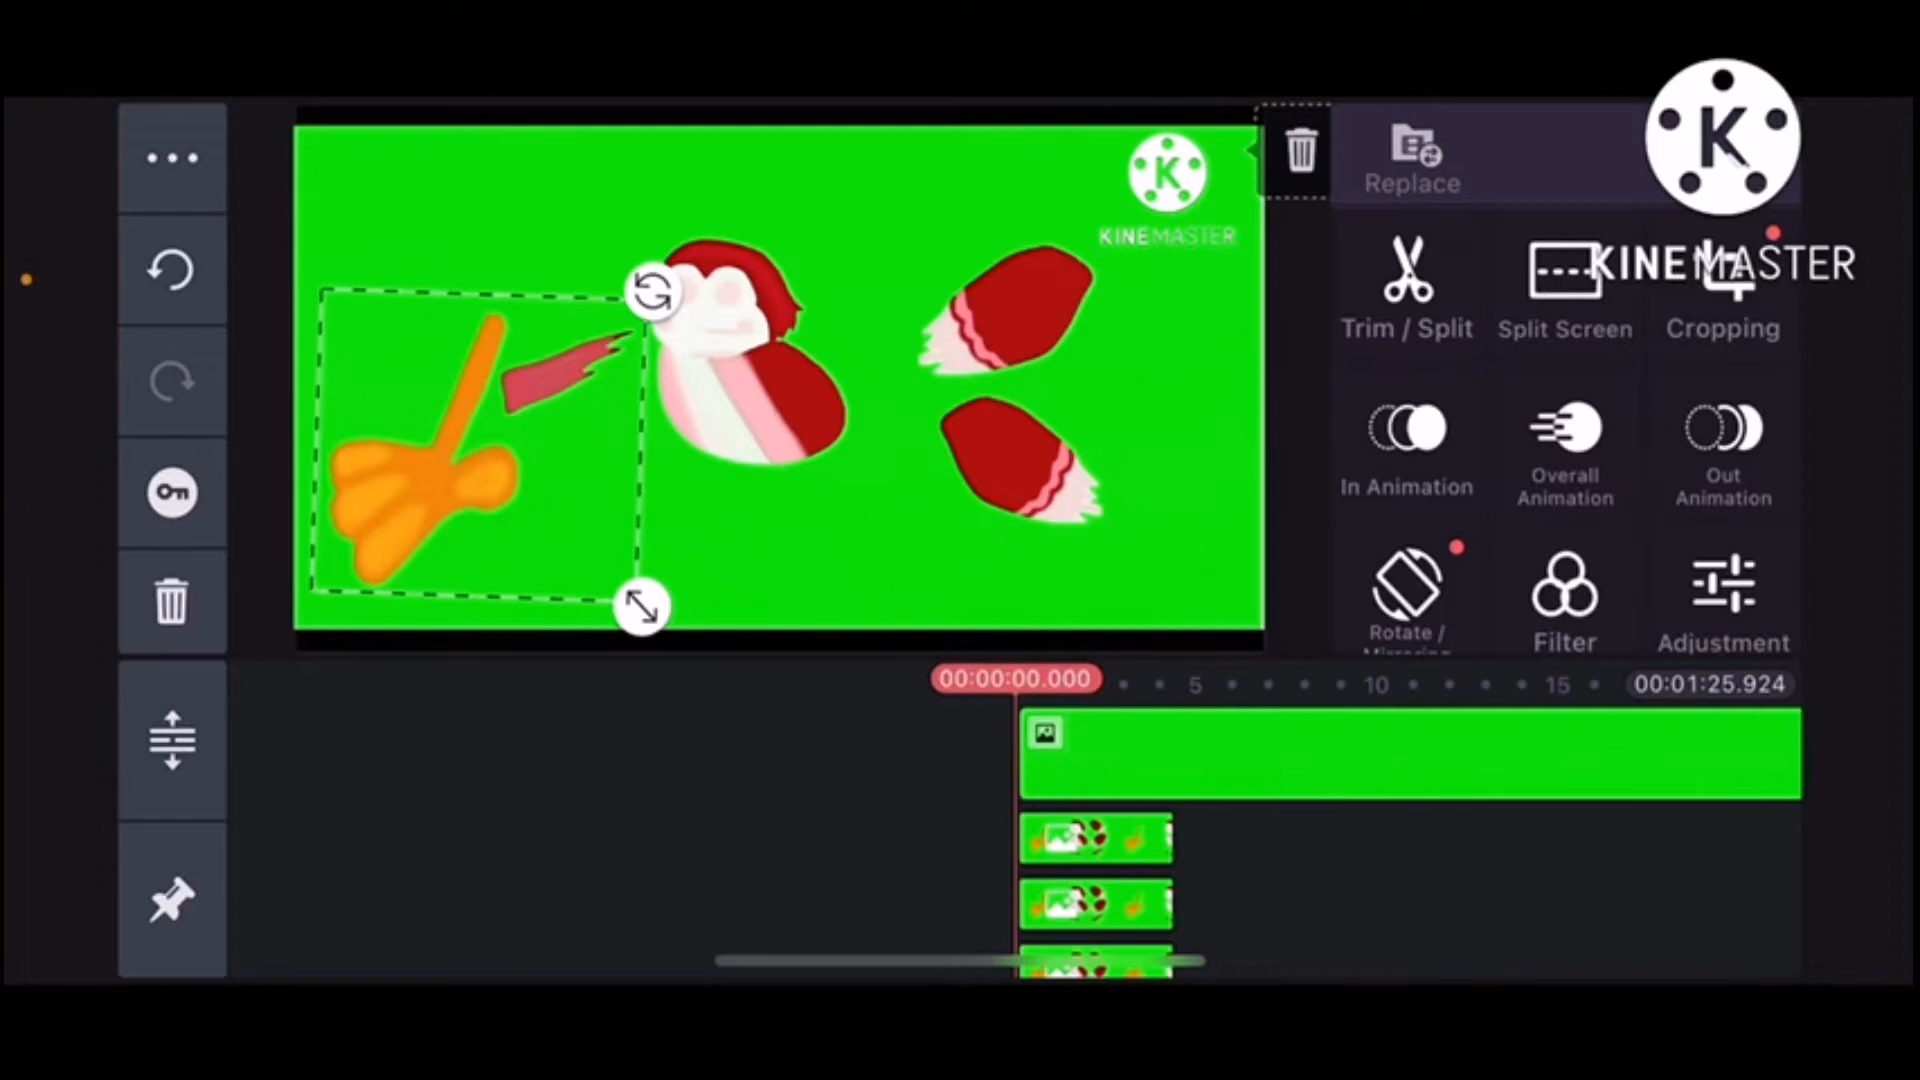 K
KINEMASTER
Replace
K
KINEMASTER
Trim / Split
Split Screen
Cropping
In Animation
Overall
Animation
Out
Animation
Rotate /
Mirroring
Filter
Adjustment
00:00:00.000
5
10
15
00:01:25.924